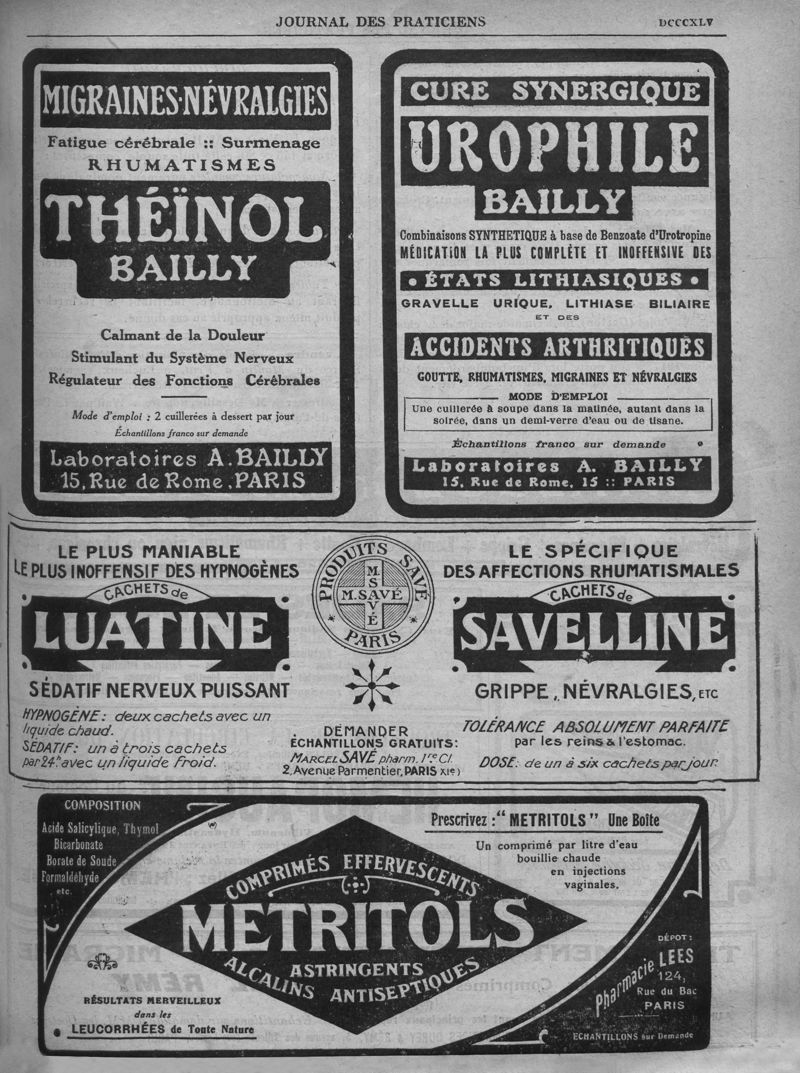 JOURNAL DES PRATICIENS
DCCCXLV
MIGRAINES-NÉVRALGIES
Fatigue cérébrale :: Surmenage
RHUMATISMES
THÉÏNOL
BAILLY
Calmant de la Douleur
Stimulant du Système Nerveux
Régulateur des Fonctions Cérébrales
Mode d'emploi : 2 cuillerées à dessert par jour
Échantillons franco sur demande
Laboratoires A. BAILLY
15, Rue de Rome, PARIS
CURE SYNERGIQUE
UROPHILE
BAILLY
Combinaisons SYNTHETIQUE à base de Benzoate d'Urotropine
MÉDICATION LA PLUS COMPLÈTE ET INOFFENSIVE DES
• ÉTATS LITHIASIQUES •
GRAVELLE URIQUE, LITHIASE BILIAIRE
ET DES
ACCIDENTS ARTHRITIQUES
GOUTTE, RHUMATISMES, MIGRAINES ET NÉVRALGIES
MODE D'EMPLOI
Une cuillerée à soupe dans la matinée, autant dans la
soirée, dans un demi-verre d'eau ou de tisane.
Échantillons franco sur demande
Laboratoires A. BAILLY
15, Rue de Rome, 15 :: PARIS
LE PLUS MANIABLE
LE PLUS INOFFENSIF DES HYPNOGÈNES
CACHETS de
LUATINE
SÉDATIF NERVEUX PUISSANT
HYPNOGÈNE : deux cachets avec un
liquide chaud.
SÉDATIF : un à trois cachets
par 24h avec un liquide froid.
PRODUITS SAVÉ
M. SAVÉ
PARIS
DEMANDER
ÉCHANTILLONS GRATUITS:
MARCEL SAVÉ pharm. 1re Cl.
2, Avenue Parmentier, PARIS XIe)
LE SPÉCIFIQUE
DES AFFECTIONS RHUMATISMALES
CACHETS de
SAVELLINE
GRIPPE, NÉVRALGIES, ETC
TOLÉRANCE ABSOLUMENT PARFAITE
par les reins & l'estomac.
DOSE: de un à six cachets par jour.
COMPOSITION
Acide Salicylique, Thymol
Bicarbonate
Borate de Soude
Formaldéhyde
etc.
Prescrivez : "METRITOLS" Une Boîte
Un comprimé par litre d'eau
bouillie chaude
en injections
vaginales.
COMPRIMÉS EFFERVESCENTS
METRITOLS
ASTRINGENTS
ALCALINS ANTISEPTIQUES
RÉSULTATS MERVEILLEUX
dans les
LEUCORRHÉES de Toute Nature
DÉPOT :
Pharmacie LEES
124,
Rue du Bac
PARIS
ECHANTILLONS sur Demande